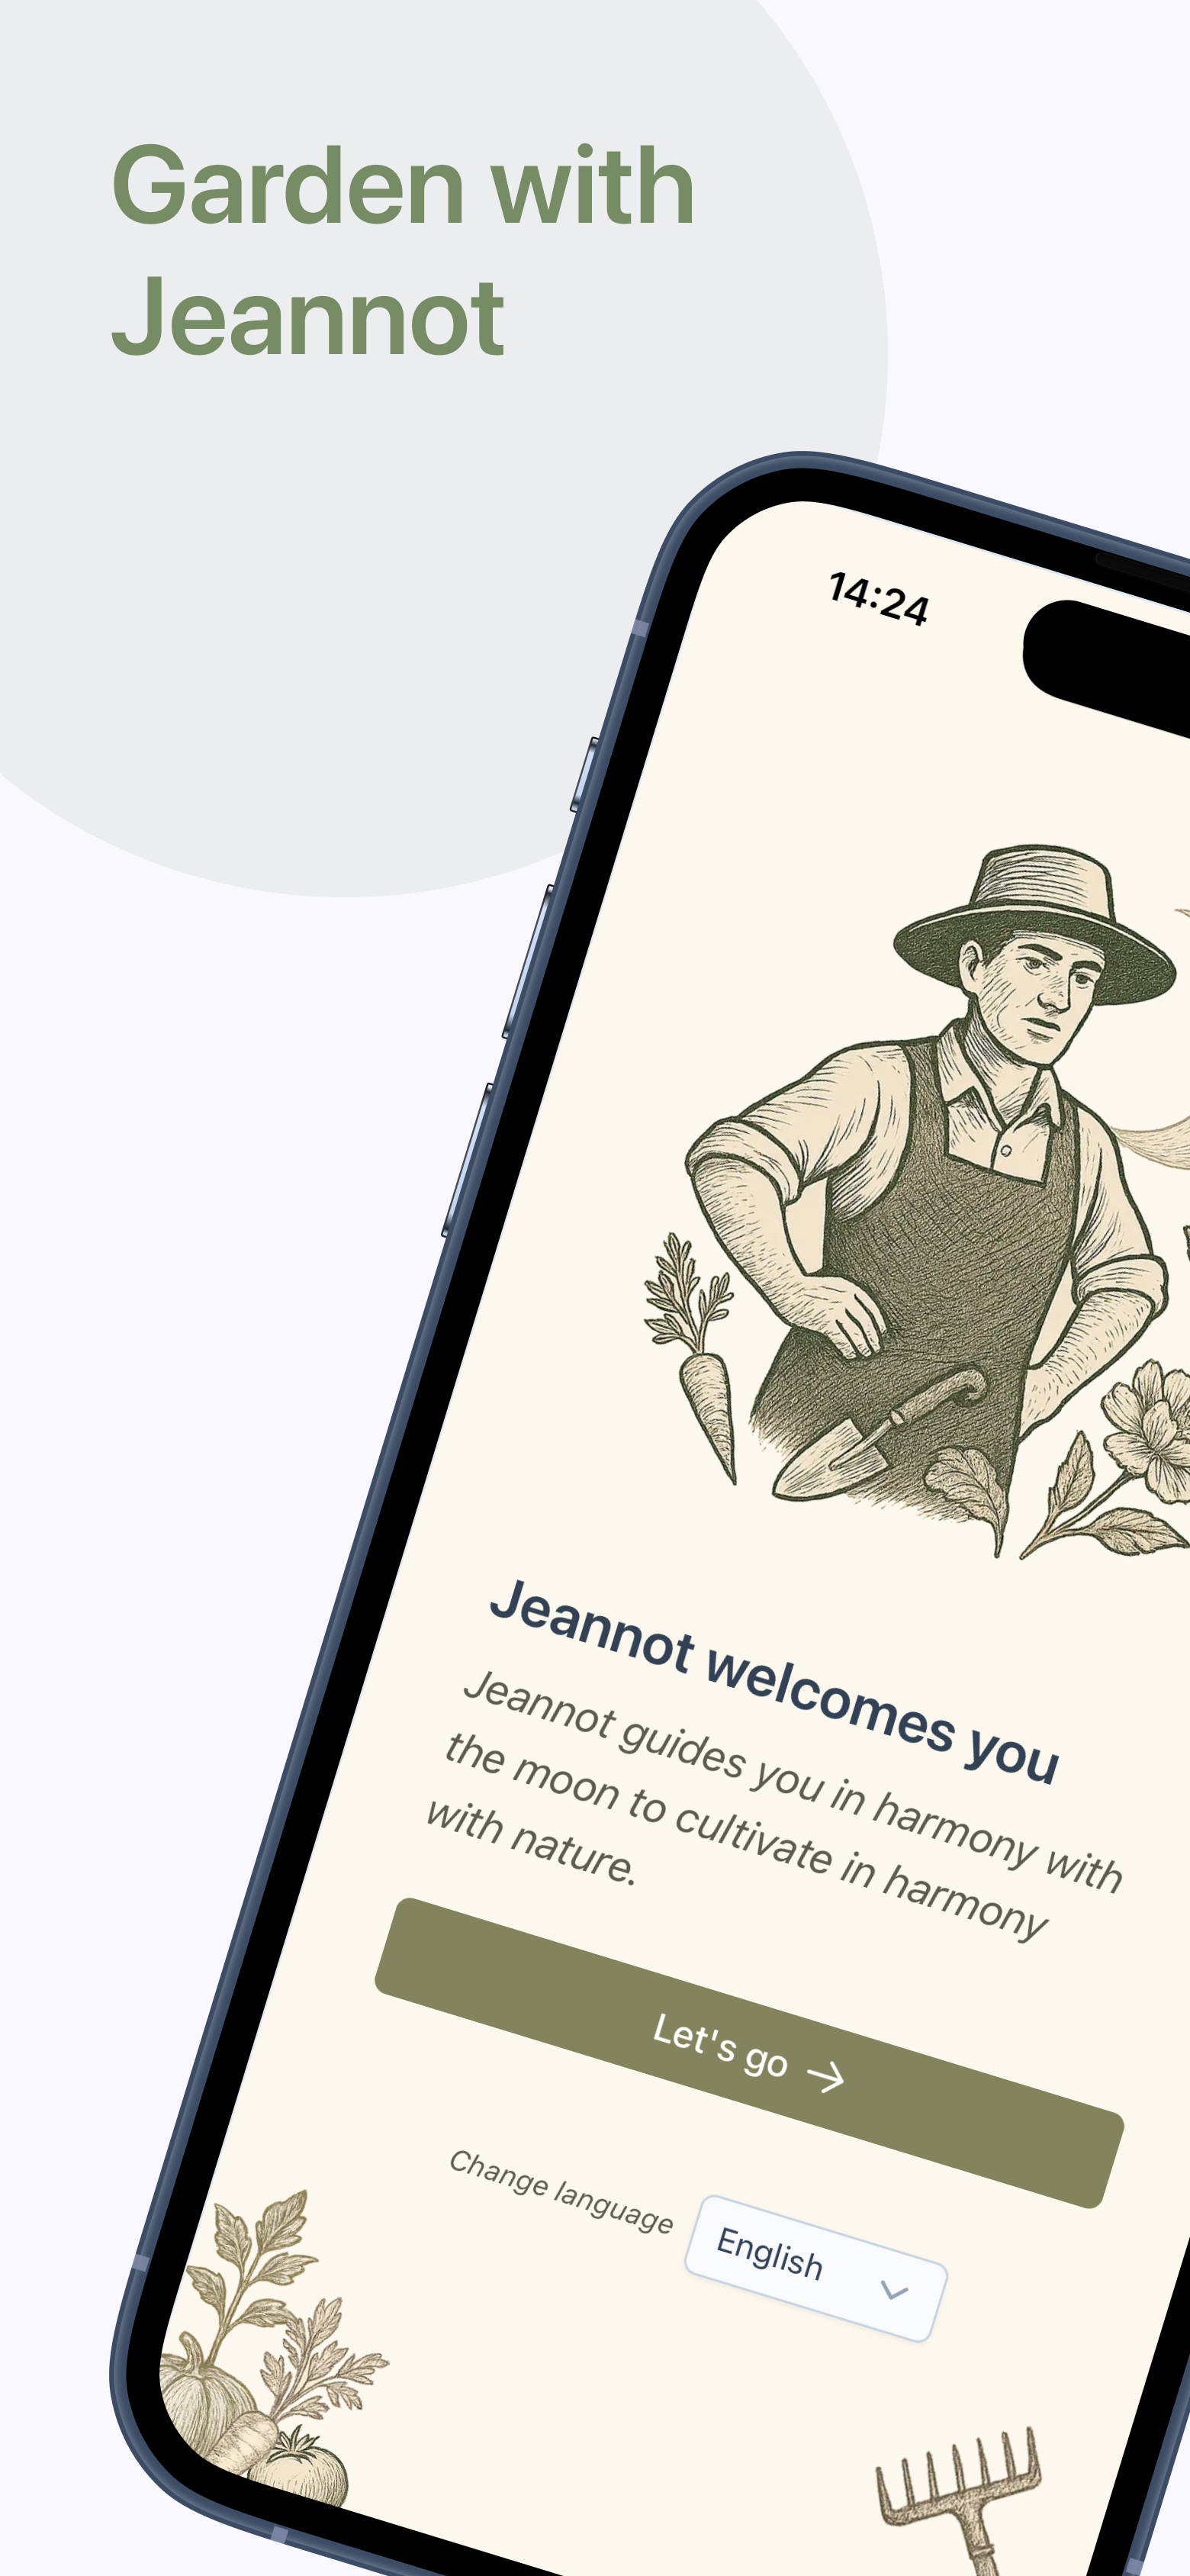 Garden with
Jeannot
14:24
Jeannot welcomes you
Jeannot guides you in harmony with
the moon to cultivate in harmony
with nature.
Let's go →
Change language
English